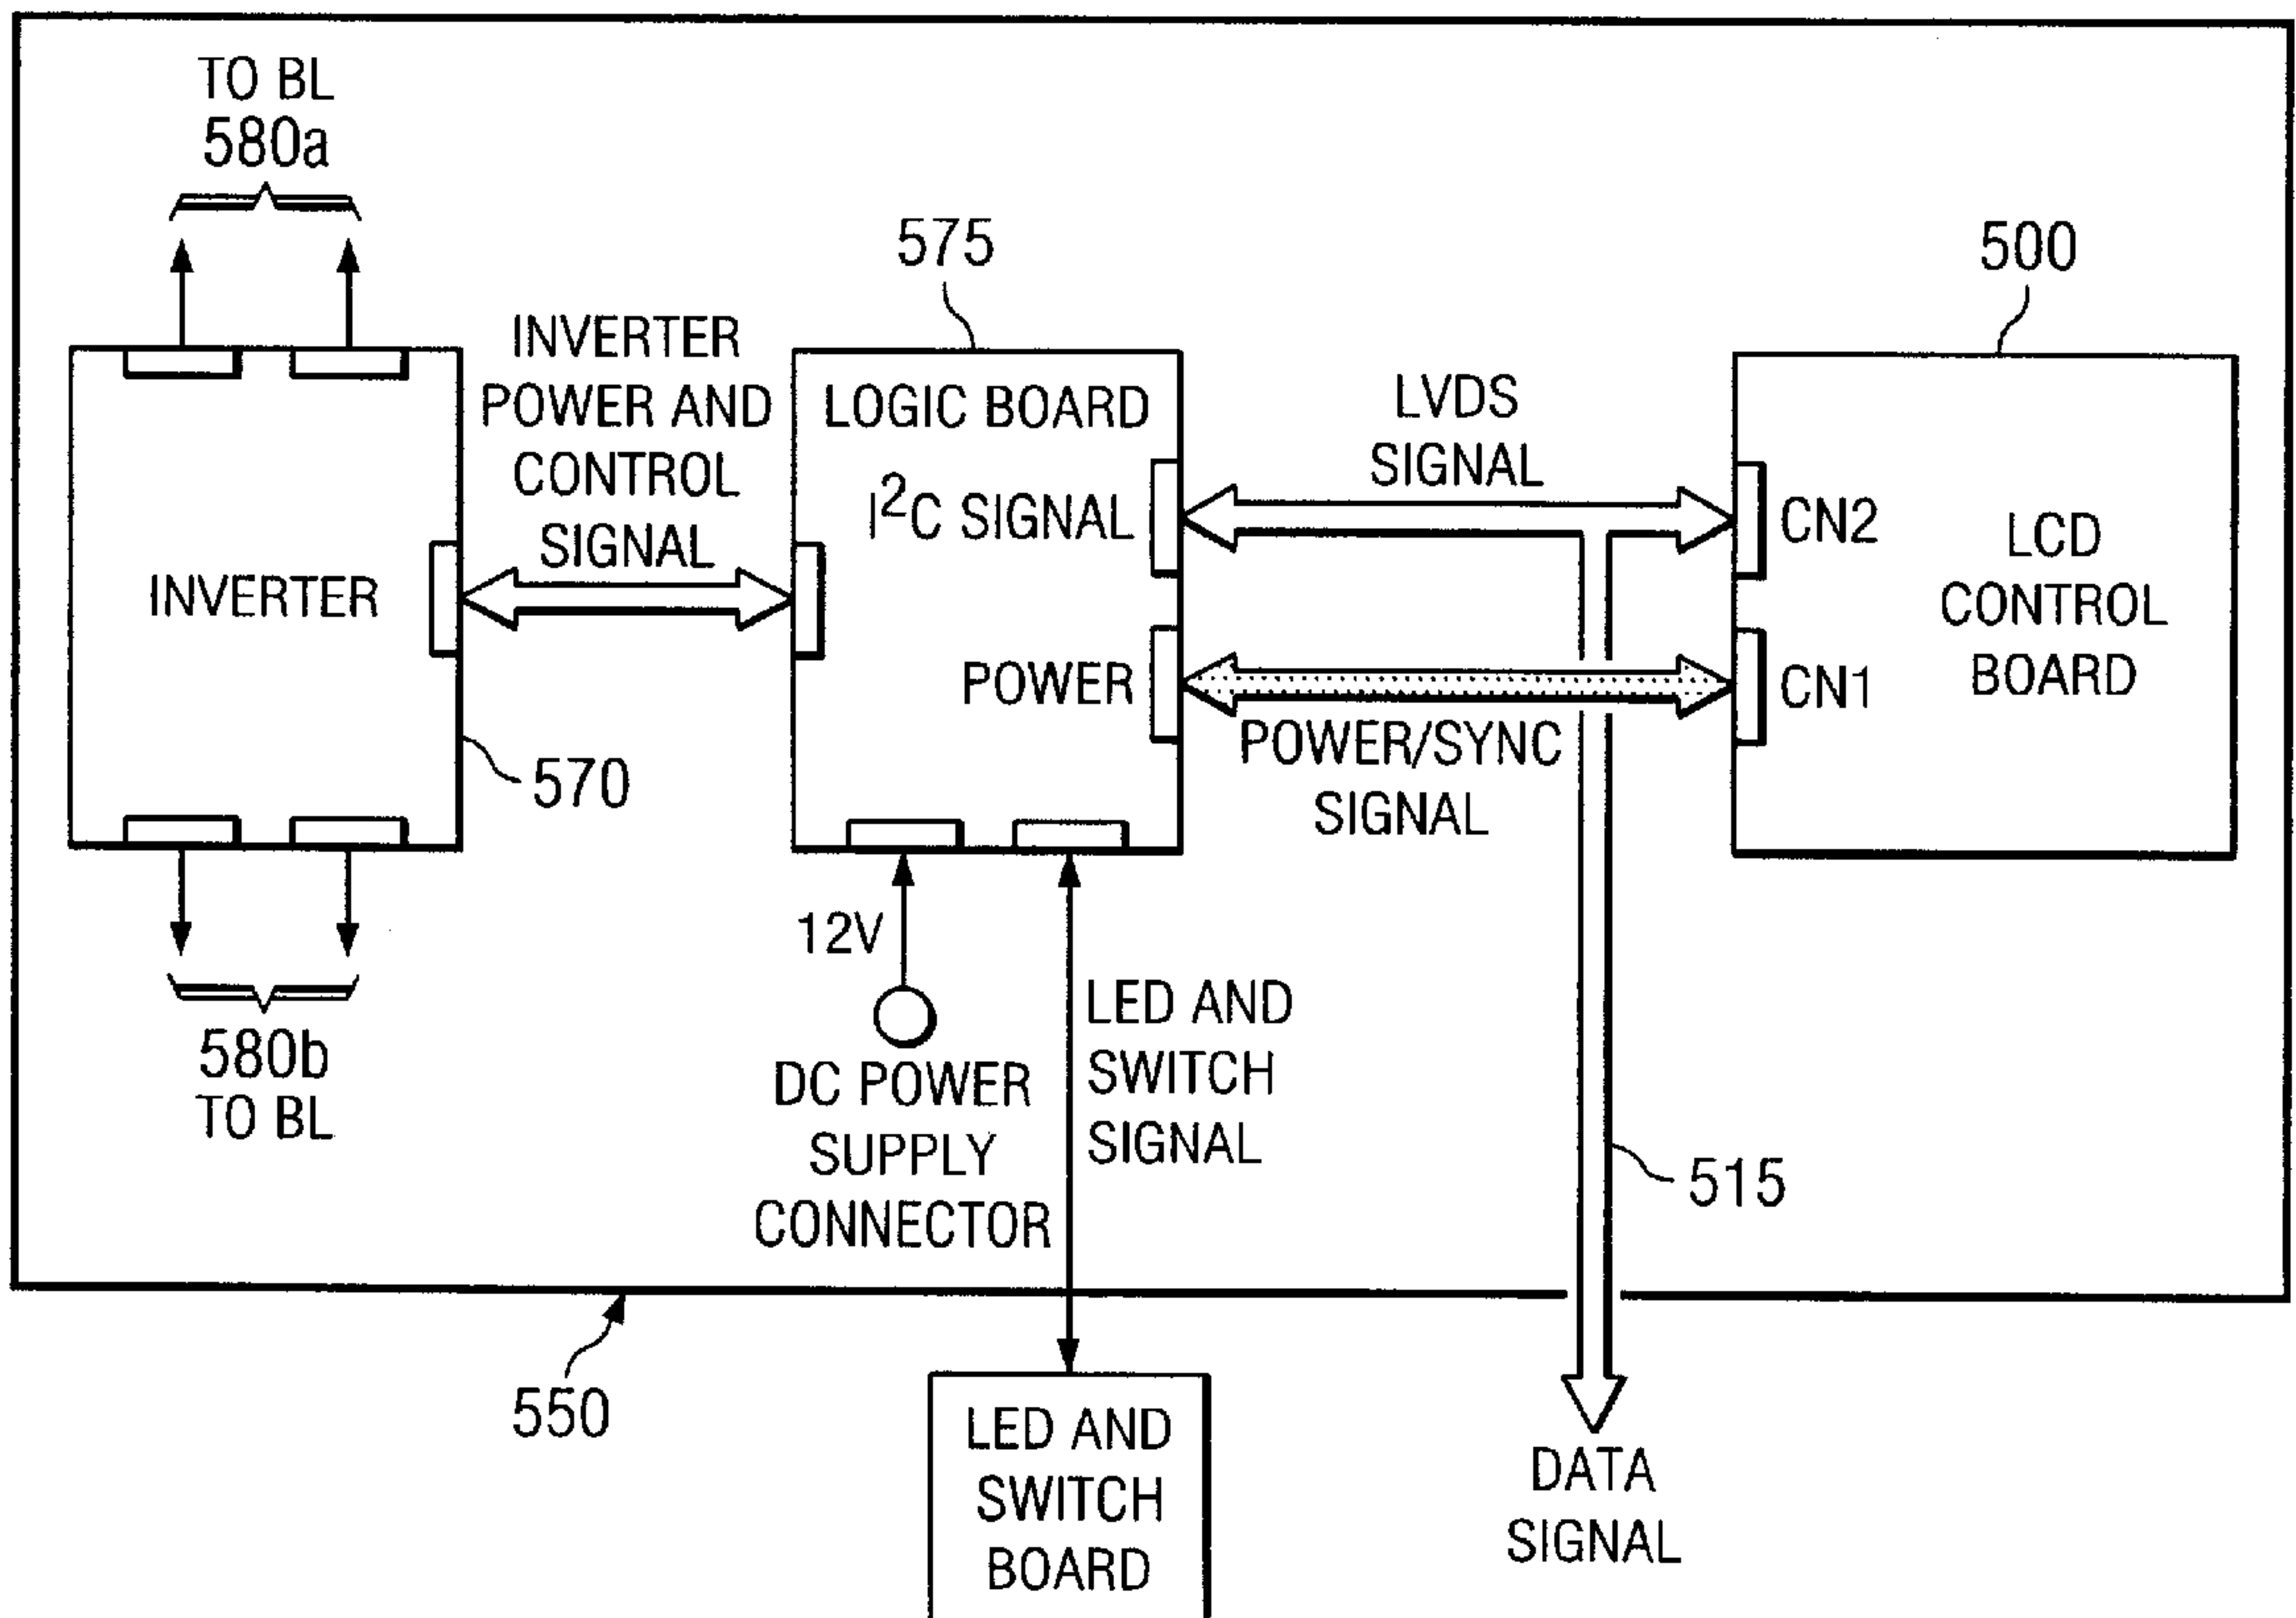 TO BL
580a
575
500
INVERTER
POWER AND
CONTROL
SIGNAL
LOGIC BOARD
I²C SIGNAL
POWER
LVDS
SIGNAL
CN2
CN1
LCD
CONTROL
BOARD
INVERTER
570
POWER/SYNC
SIGNAL
580b
TO BL
12V
DC POWER
SUPPLY
CONNECTOR
LED AND
SWITCH
SIGNAL
515
550
LED AND
SWITCH
BOARD
DATA
SIGNAL